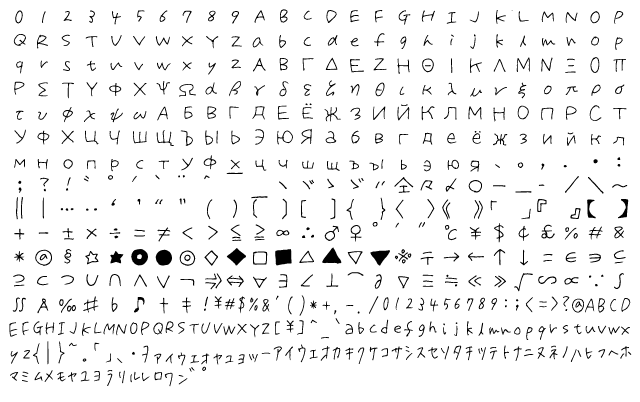 0 1 2 3 4 5 6 7 8 9 A B C D E F G H I J K L M N O P
Q R S T U V W X Y Z a b c d e f g h i j k l m n o p
q r s t u v w x y z Α Β Γ Δ Ε Ζ Η Θ Ι Κ Λ Μ Ν Ξ Ο Π
Ρ Σ Τ Υ Φ Χ Ψ Ω α β γ δ ε ζ η θ ι κ λ μ ν ξ ο π ρ σ
τ υ φ χ ψ ω А Б В Г Д Е Ё Ж З И Й К Л М Н О П Р С Т
У Ф Х Ц Ч Ш Щ Ъ Ы Ь Э Ю Я а б в г д е ё ж з и й к л
м н о п р с т у ф х ц ч ш щ ъ ы ь э ю я 、 。 , . ・ :
; ? ! ゛ ゜ ´ ` ¨ ^ ‾ _ ヽ ヾ ゝ ゞ 〃 仝 々 〆 〇 ー — ‐ / \ ~
‖ | … ‥ ‘ ’ “ ” ( ) 〔 〕 [ ] { } 〈 〉 《 》 「 」 『 』 【 】
+ - ± × ÷ = ≠ < > ≦ ≧ ∞ ∴ ♂ ♀ ° ′ ″ ℃ ¥ $ ¢ £ % # &
* @ § ☆ ★ ○ ● ◎ ◇ ◆ □ ■ △ ▲ ▽ ▼ ※ 〒 → ← ↑ ↓ = ∈ ∋ ⊆
⊇ ⊂ ⊃ ∪ ∩ ∧ ∨ ¬ ⇒ ⇔ ∀ ∃ ∠ ⊥ ⌒ ∂ ∇ ≡ ≒ ≪ ≫ √ ∽ ∝ ∵ ∫
∬ Å ‰ ♯ ♭ ♪ † ‡ ! ¥ # $ % & ' ( ) * + , - . / 0 1 2 3 4 5 6 7 8 9 : ; < = > ? @ A B C D
E F G H I J K L M N O P Q R S T U V W X Y Z [ ¥ ] ^ _ ` a b c d e f g h i j k l m n o p q r s t u v w x
y z { | } ~ 。 「 」 、 ・ ヲ ァ ィ ゥ ェ ォ ャ ュ ョ ッ ー ア イ ウ エ オ カ キ ク ケ コ サ シ ス セ ソ タ チ ツ テ ト ナ ニ ヌ ネ ノ ハ ヒ フ ヘ ホ
マ ミ ム メ モ ヤ ユ ヨ ラ リ ル レ ロ ワ ン ゛ ゜